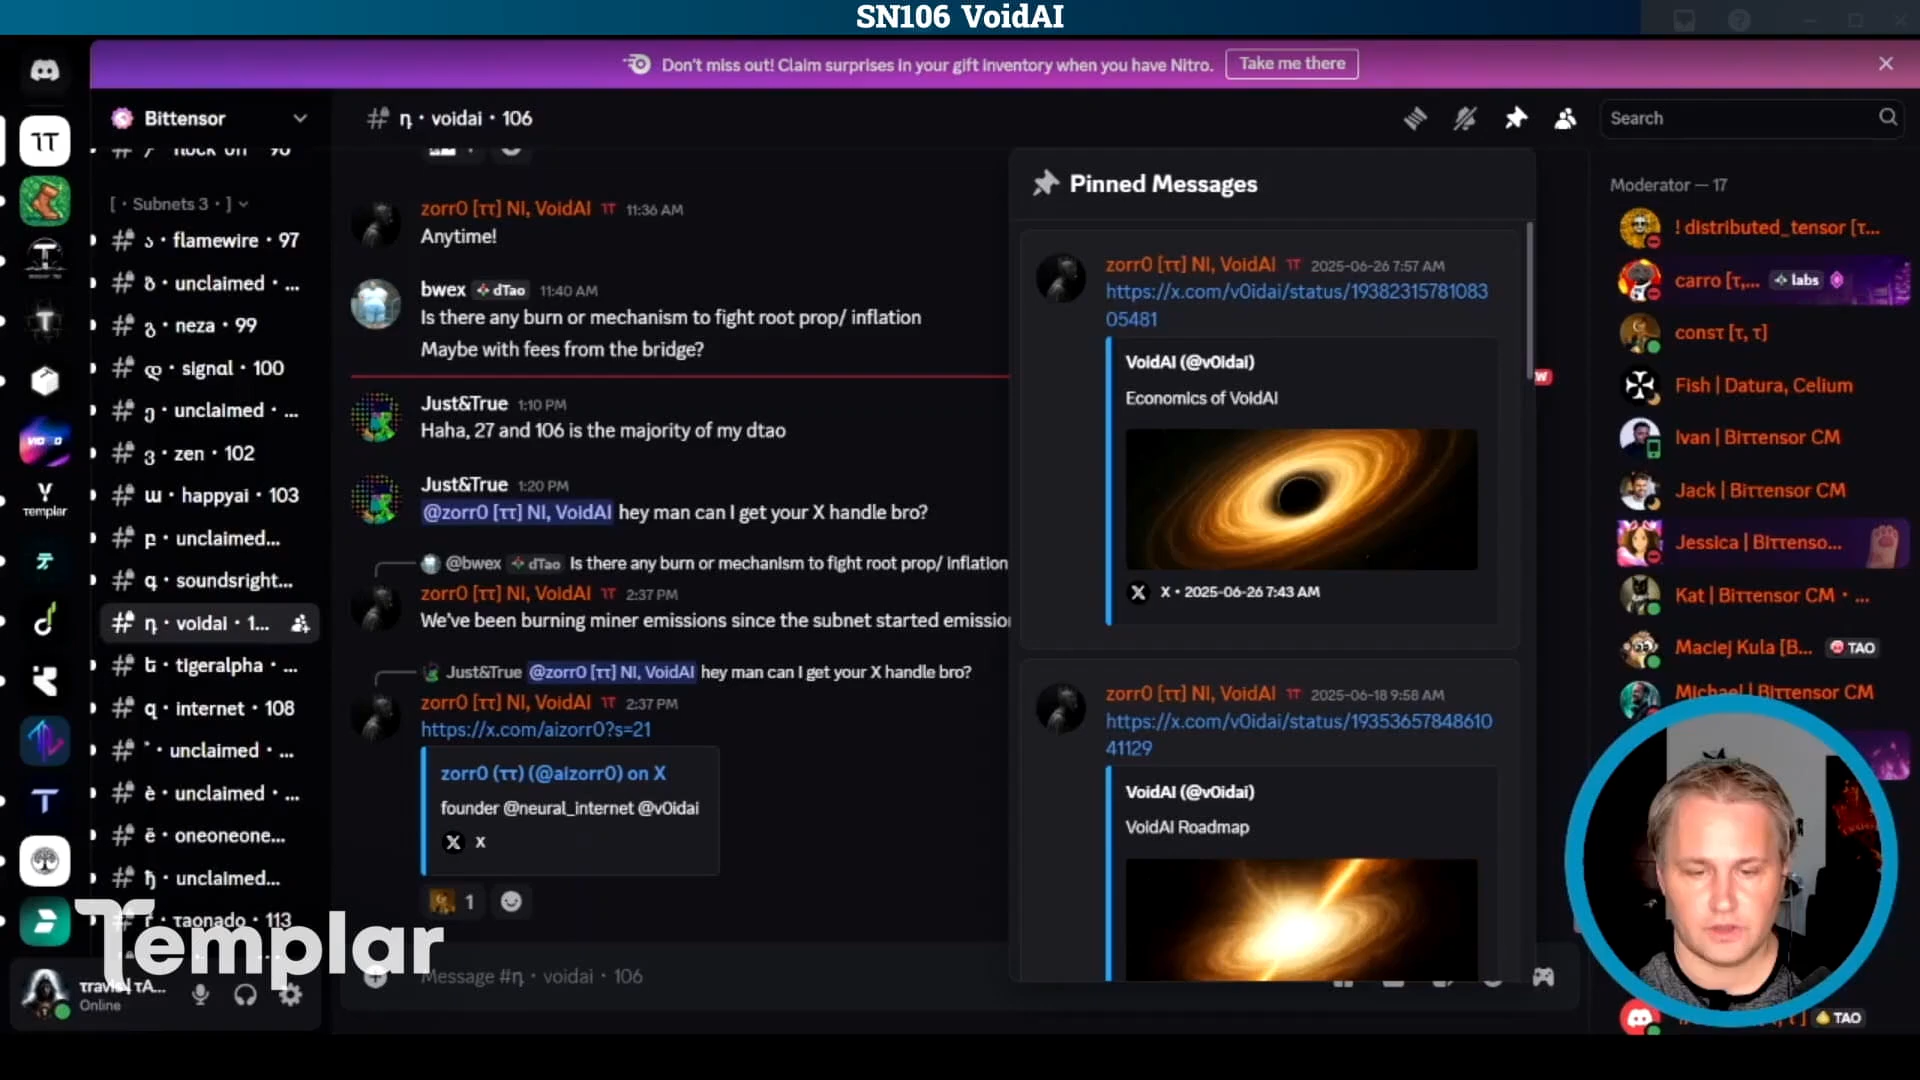 SN106 VoidAI
Don't miss out! Claim surprises in your gift inventory when you have Nitro.
Take me there
Bittensor
[ · Subnets 3 · ]
ა · flamewire · 97
ბ · unclaimed · ...
გ · neza · 99
დ · signal · 100
ე · unclaimed · ...
ვ · zen · 102
ա · happyai · 103
բ · unclaimed...
գ · soundsright...
դ · voidai · 1...
ե · tigeralpha · ...
զ · internet · 108
· unclaimed · ...
è · unclaimed · ...
ē · oneoneone...
ђ · unclaimed...
taonado · 113
VIDEO
TEMPLAR
Templar
Online
# դ · voidai · 106
Search
zorr0 [ττ] NI, VoidAI 11:36 AM
Anytime!
bwex dTao 11:40 AM
Is there any burn or mechanism to fight root prop/ inflation
Maybe with fees from the bridge?
Just&True 1:10 PM
Haha, 27 and 106 is the majority of my dtao
Just&True 1:20 PM
@zorr0 [ττ] NI, VoidAI hey man can I get your X handle bro?
@bwex dTao Is there any burn or mechanism to fight root prop/ inflation
zorr0 [ττ] NI, VoidAI 2:37 PM
We've been burning miner emissions since the subnet started
Just&True @zorr0 [ττ] NI, VoidAI hey man can I get your X handle bro?
zorr0 [ττ] NI, VoidAI 2:37 PM
https://x.com/aizorr0?s=21
zorr0 (ττ) (@aizorr0) on X
founder @neural_internet @v0idai
X
1
Message #դ · voidai · 106
Pinned Messages
zorr0 [ττ] NI, VoidAI 2025-06-26 7:57 AM
https://x.com/v0idai/status/19382315781083
05481
VoidAI (@v0idai)
Economics of VoidAI
X • 2025-06-26 7:43 AM
zorr0 [ττ] NI, VoidAI 2025-06-18 9:58 AM
https://x.com/v0idai/status/19353657848610
41129
VoidAI (@v0idai)
VoidAI Roadmap
Moderator — 17
! distributed_tensor [τ...
carro [τ,... labs
consτ [τ, τ]
Fish | Datura, Celium
Ivan | Biττensor CM
Jack | Biττensor CM
Jessica | Biττenso...
Kat | Biττensor CM · ...
Maciej Kula [B... TAO
Michael | Biττensor CM
TAO